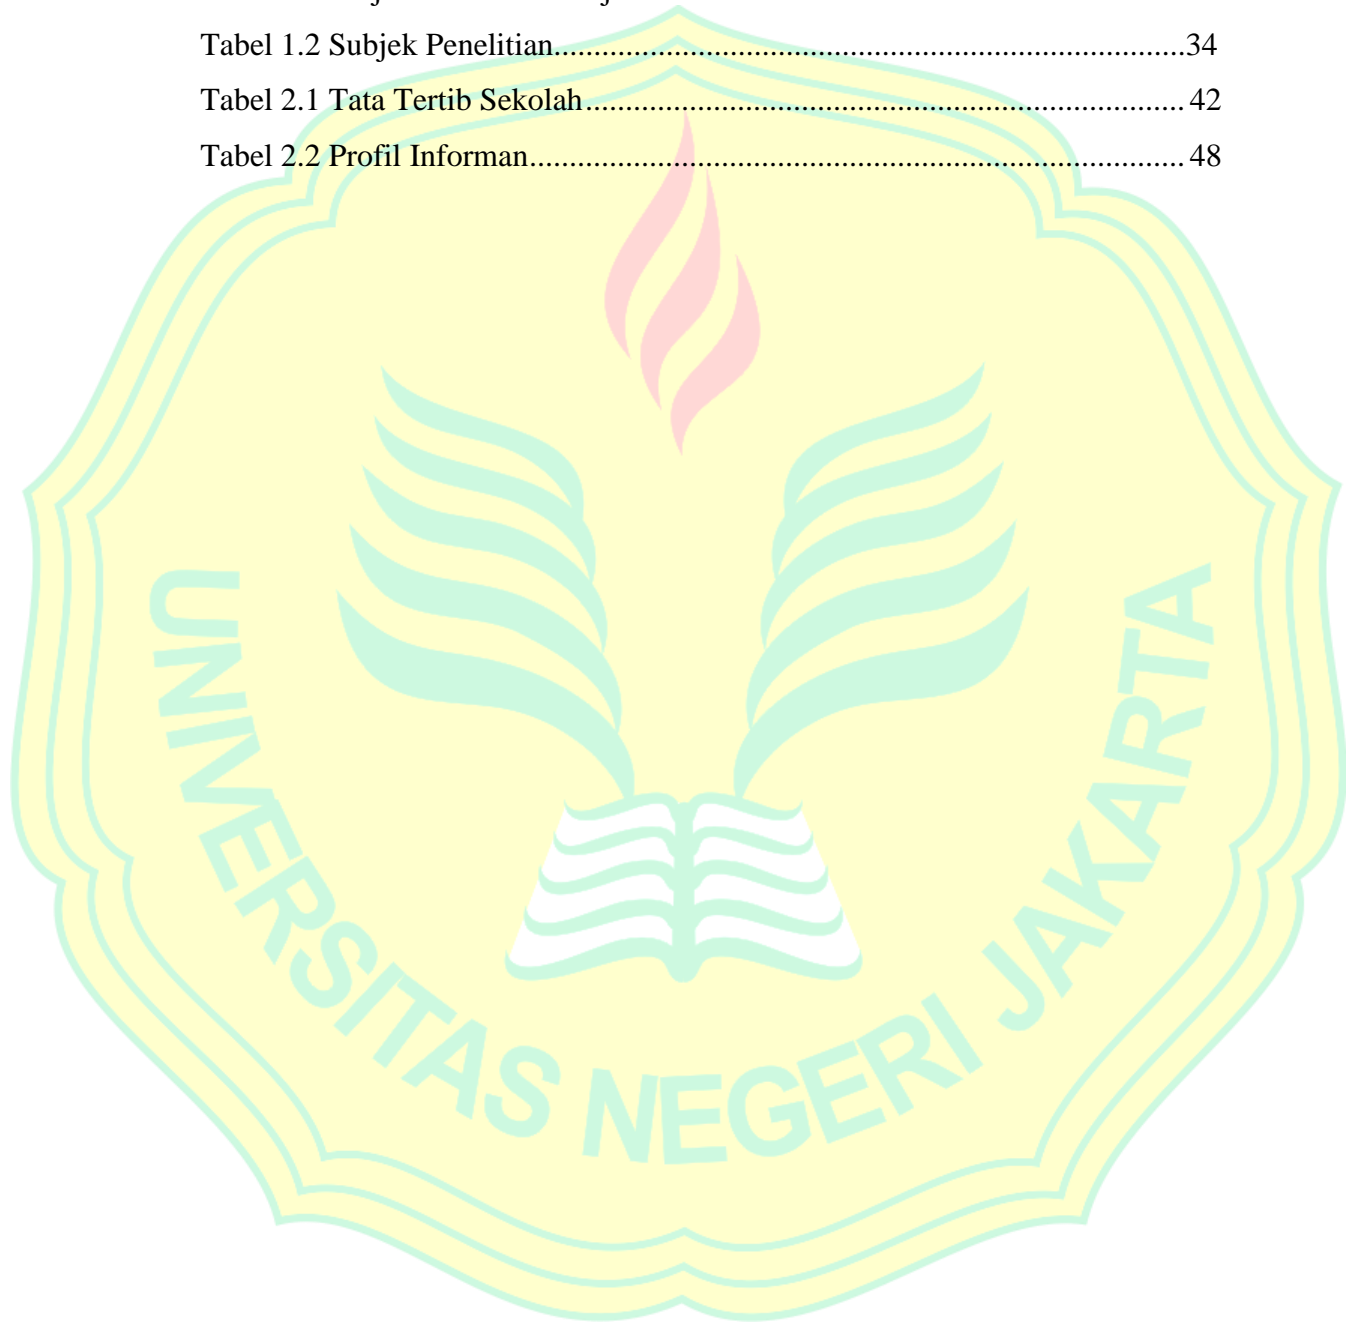 Tabel 1.2 Subjek Penelitian..............................................................................34
Tabel 2.1 Tata Tertib Sekolah.......................................................................... 42
Tabel 2.2 Profil Informan................................................................................. 48
UNIVERSITAS NEGERI JAKARTA